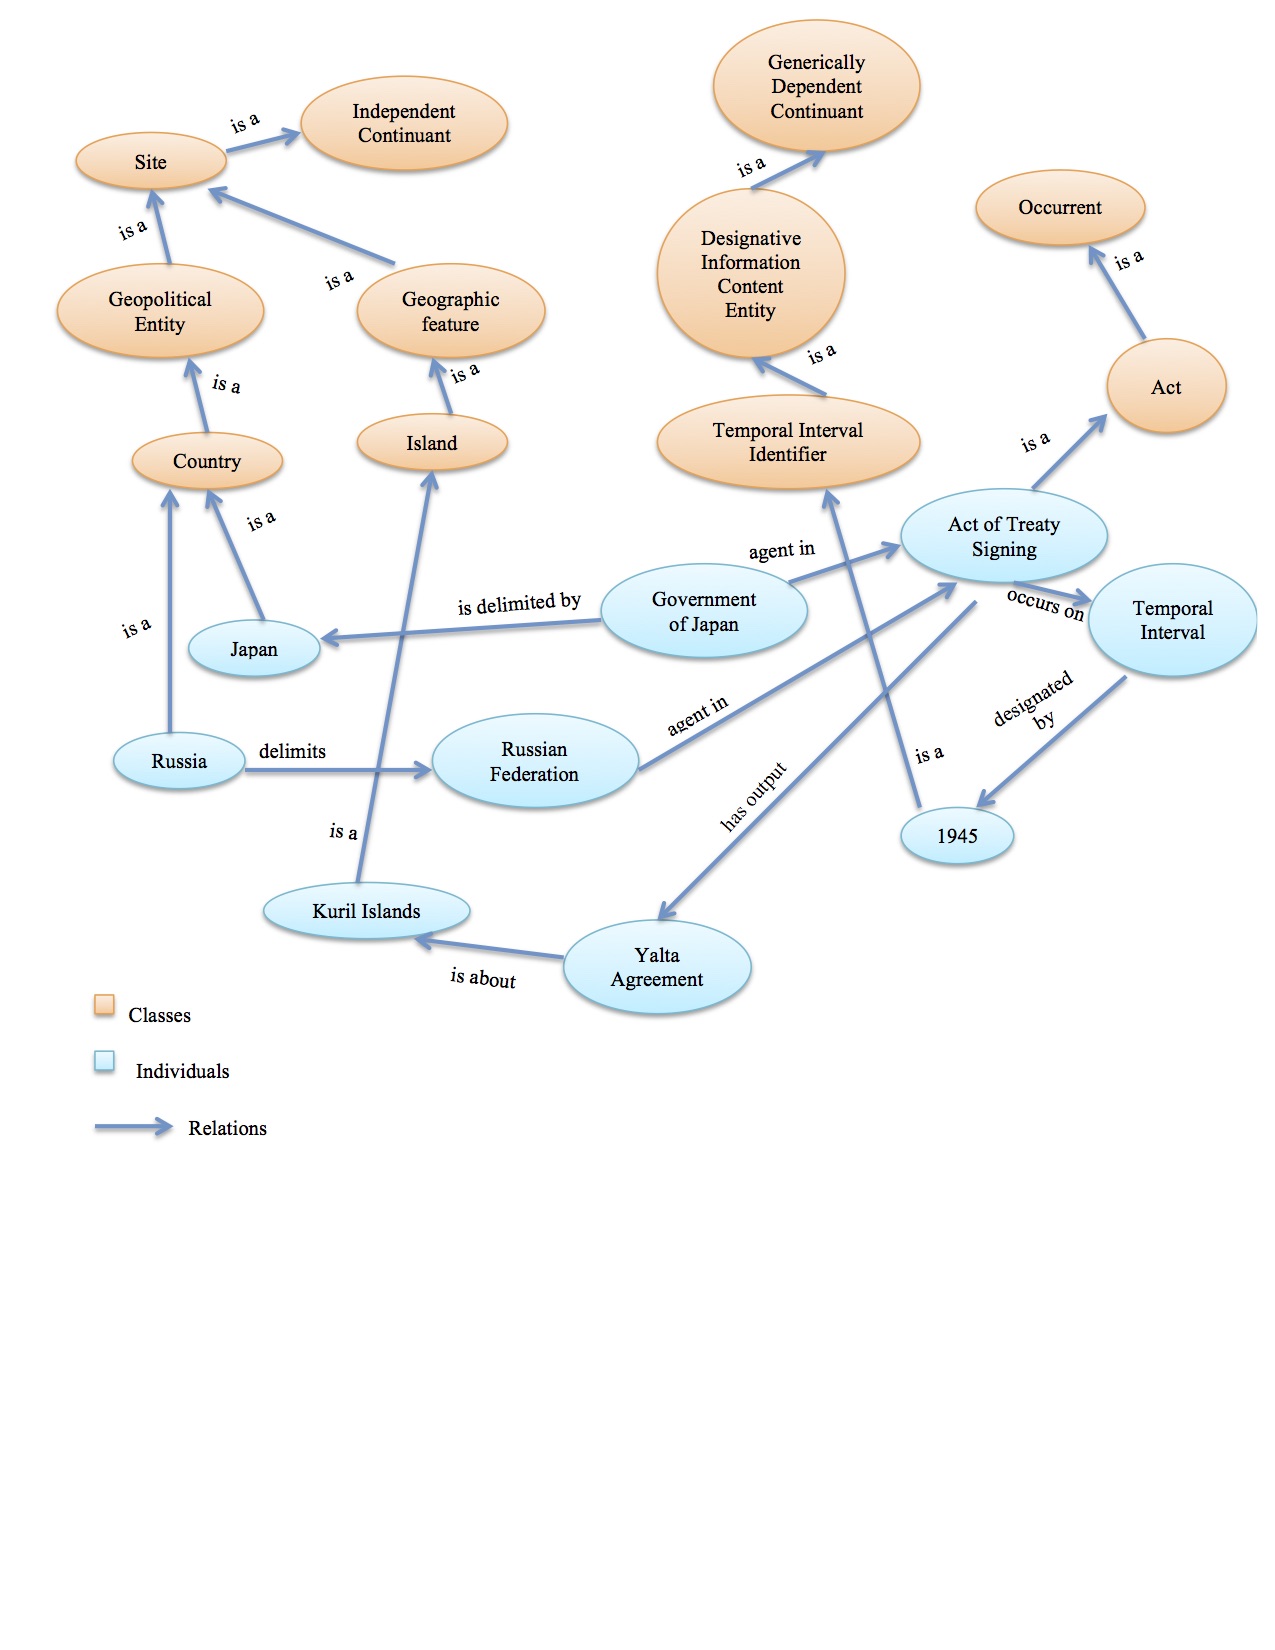 Generically
Dependent
Continuant
Independent
Continuant
is a
Site
is a
Occurrent
Designative
Information
Content
Entity
is a
is a
is a
Geopolitical
Entity
Geographic
feature
is a
is a
is a
Act
Temporal Interval
Identifier
is a
Island
Country
is a
Act of Treaty
Signing
agent in
occurs on
Temporal
Interval
Government
of Japan
is delimited by
is a
Japan
designated
by
agent in
Russian
Federation
delimits
Russia
is a
has output
is a
1945
Kuril Islands
Yalta
Agreement
is about
Classes
Individuals
Relations